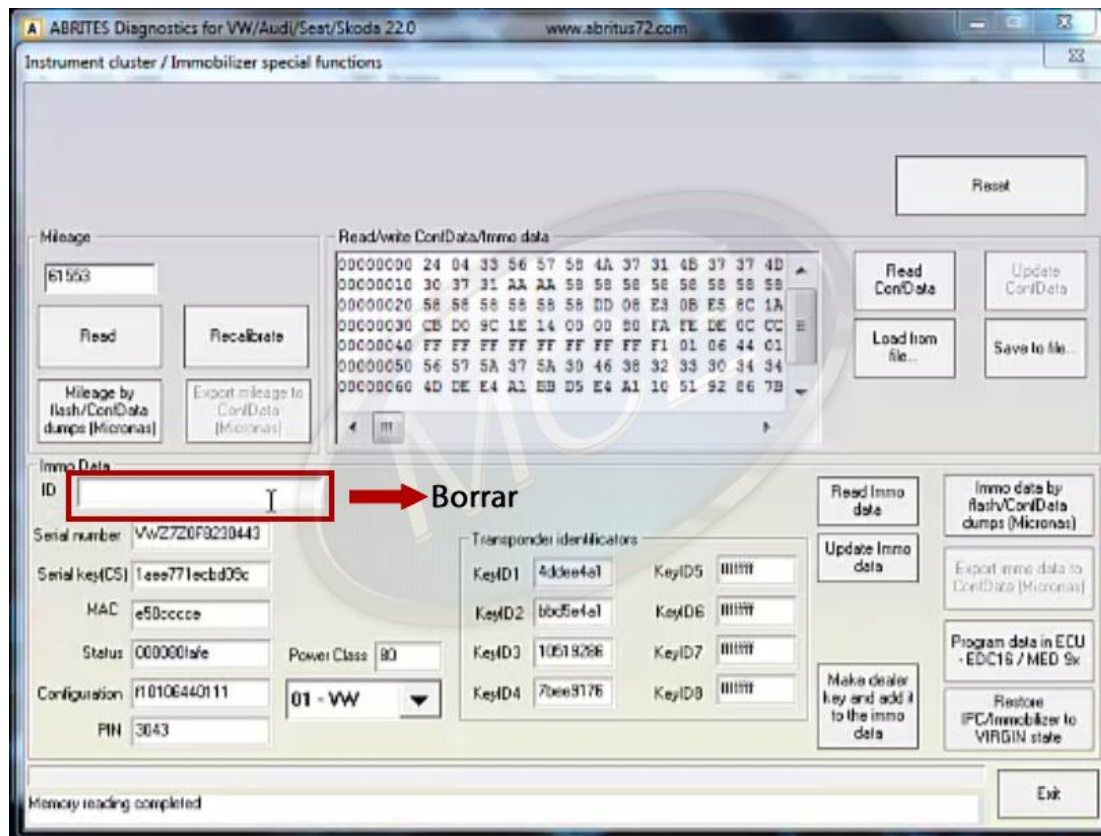 ABRITES Diagnostics for VW/Audi/Seat/Skoda 22.0 www.abritus72.com
Instrument cluster / Immobilizer special functions
Reset
Mileage
61553
Read
Recalibrate
Mileage by
flash/ConfData
dumps (Micronas)
Export mileage to
ConfData
(Micronas)
Read/write ConfData/Immo data
00000000 24 04 33 56 57 58 4A 37 31 4B 37 37 4D
00000010 30 37 31 AA AA 58 58 58 58 58 58 58 58
00000020 58 58 58 58 58 58 DD 08 E3 0B E5 8C 1A
00000030 CB D0 9C 1E 14 00 00 80 FA FE DE 0C CC
00000040 FF FF FF FF FF FF FF FF F1 01 06 44 01
00000050 56 57 5A 37 5A 30 46 38 32 33 30 34 34
00000060 4D DE E4 A1 BB D5 E4 A1 10 51 92 86 7B
Read
ConfData
Update
ConfData
Load from
file...
Save to file...
Immo Data
ID
Borrar
Serial number VWZ7Z0F8230443
Serial key(CS)
MAC
Status
Configuration f10106440111
PIN 3043
Power Class 80
01 - VW
Transponder identificators
KeyID1 4ddee4a1
KeyID2 bbd5e4a1
KeyID3 10519286
KeyID4 7bee9176
KeyID5 ffffffff
KeyID6 ffffffff
KeyID7 ffffffff
KeyID8 ffffffff
Read Immo
data
Update Immo
data
Make dealer
key and add it
to the immo
data
Immo data by
flash/ConfData
dumps (Micronas)
Export immo data to
ConfData (Micronas)
Program data in ECU
- EDC16 / MED 9x
Restore
IPC/Immobilizer to
VIRGIN state
Memory reading completed
Exit